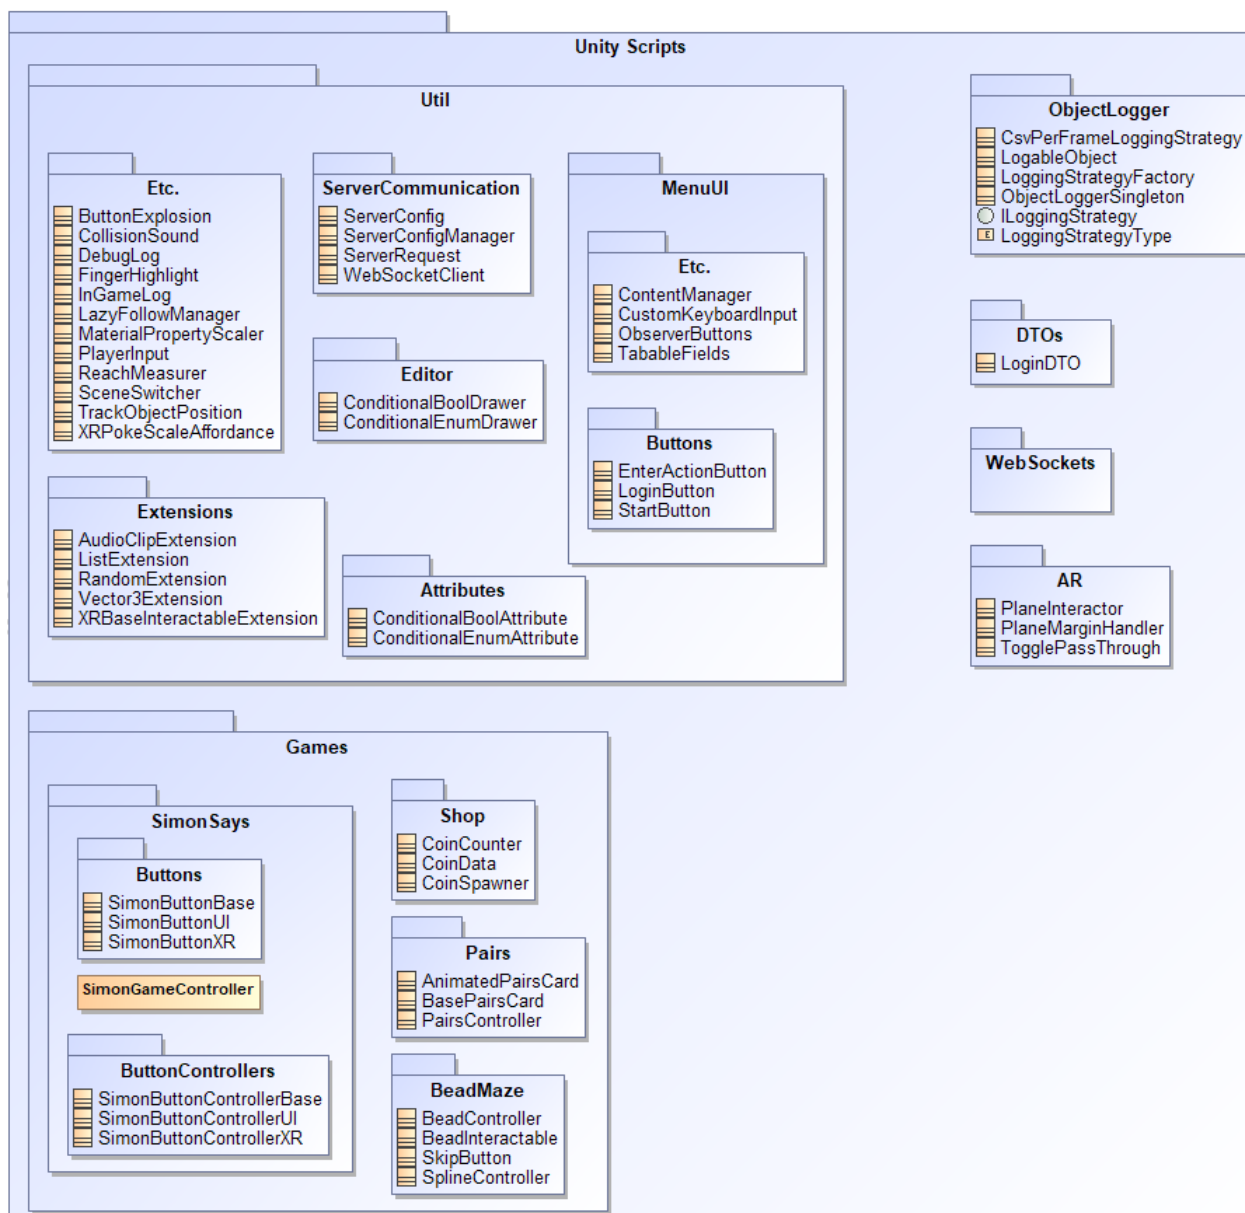 Unity Scripts
Util
Etc.
ButtonExplosion
CollisionSound
DebugLog
FingerHighlight
InGameLog
LazyFollowManager
MaterialPropertyScaler
PlayerInput
ReachMeasurer
SceneSwitcher
TrackObjectPosition
XRPokeScaleAffordance
ServerCommunication
ServerConfig
ServerConfigManager
ServerRequest
WebSocketClient
Editor
ConditionalBoolDrawer
ConditionalEnumDrawer
MenuUI
Etc.
ContentManager
CustomKeyboardInput
ObserverButtons
TabableFields
Buttons
EnterActionButton
LoginButton
StartButton
Extensions
AudioClipExtension
ListExtension
RandomExtension
Vector3Extension
XRBaseInteractableExtension
Attributes
ConditionalBoolAttribute
ConditionalEnumAttribute
ObjectLogger
CsvPerFrameLoggingStrategy
LogableObject
LoggingStrategyFactory
ObjectLoggerSingleton
ILoggingStrategy
E LoggingStrategyType
DTOs
LoginDTO
WebSockets
AR
PlaneInteractor
PlaneMarginHandler
TogglePassThrough
Games
SimonSays
Buttons
SimonButtonBase
SimonButtonUI
SimonButtonXR
SimonGameController
ButtonControllers
SimonButtonControllerBase
SimonButtonControllerUI
SimonButtonControllerXR
Shop
CoinCounter
CoinData
CoinSpawner
Pairs
AnimatedPairsCard
BasePairsCard
PairsController
BeadMaze
BeadController
BeadInteractable
SkipButton
SplineController